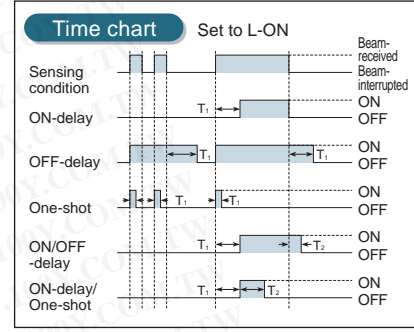 Time chart Set to L-ON
Beam-
received
Sensing
condition
Beam-
interrupted
ON-delay T₁ ON
OFF
OFF-delay T₁ T₁ ON
OFF
One-shot T₁ T₁ ON
OFF
ON/OFF
-delay T₁ T₂ ON
OFF
ON-delay/
One-shot T₁ T₂ ON
OFF